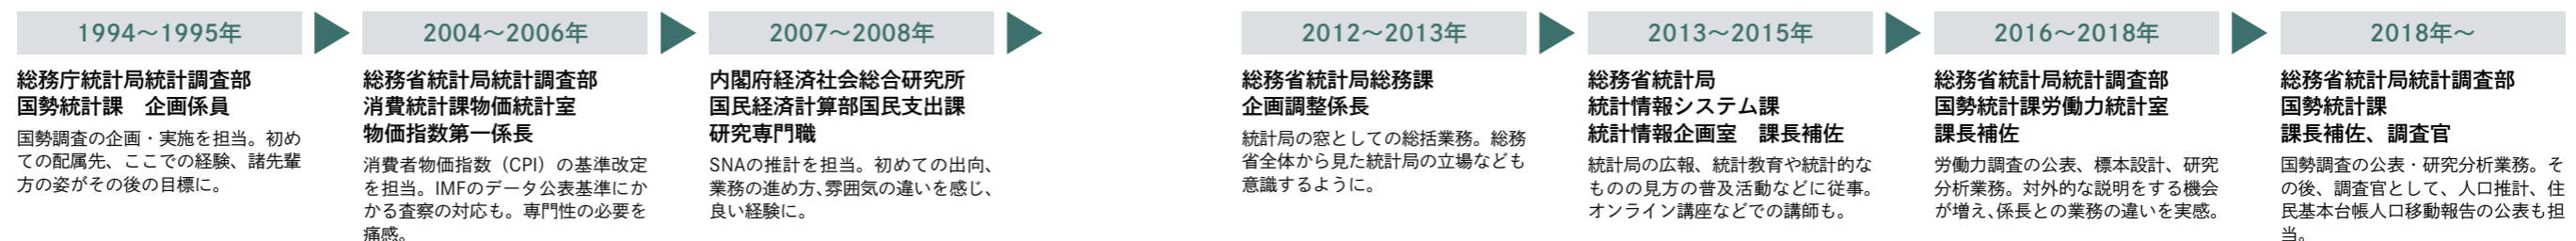 1994～1995年
総務庁統計局統計調査部
国勢統計課　企画係員
国勢調査の企画・実施を担当。初め
ての配属先、ここでの経験、諸先輩
方の姿がその後の目標に。
2004～2006年
総務省統計局統計調査部
消費統計課物価統計室
物価指数第一係長
消費者物価指数（CPI）の基準改定
を担当。IMFのデータ公表基準にか
かる査察の対応も。専門性の必要を
痛感。
2007～2008年
内閣府経済社会総合研究所
国民経済計算部国民支出課
研究専門職
SNAの推計を担当。初めての出向、
業務の進め方、雰囲気の違いを感じ、
良い経験に。
2012～2013年
総務省統計局総務課
企画調整係長
統計局の窓としての総括業務。総務
省全体から見た統計局の立場なども
意識するように。
2013～2015年
総務省統計局
統計情報システム課
統計情報企画室　課長補佐
統計局の広報、統計教育や統計的な
ものの見方の普及活動などに従事。
オンライン講座などでの講師も。
2016～2018年
総務省統計局統計調査部
国勢統計課労働力統計室
課長補佐
労働力調査の公表、標本設計、研究
分析業務。対外的な説明をする機会
が増え、係長との業務の違いを実感。
2018年～
総務省統計局統計調査部
国勢統計課
課長補佐、調査官
国勢調査の公表・研究分析業務。そ
の後、調査官として、人口推計、住
民基本台帳人口移動報告の公表も担
当。